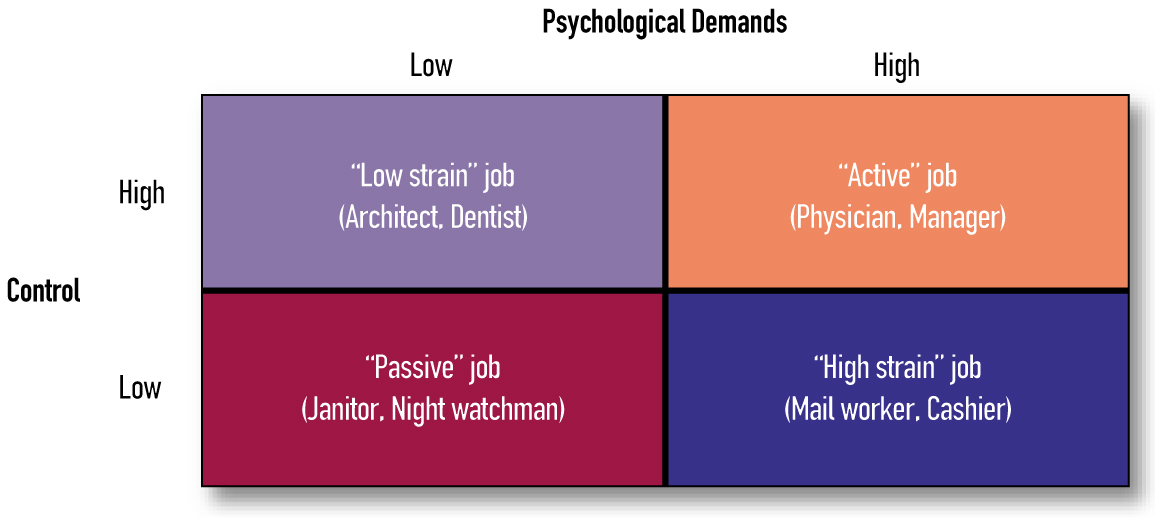 Psychological Demands
Low
High
High
“Low strain” job
(Architect, Dentist)
“Active” job
(Physician, Manager)
Control
Low
“Passive” job
(Janitor, Night watchman)
“High strain” job
(Mail worker, Cashier)